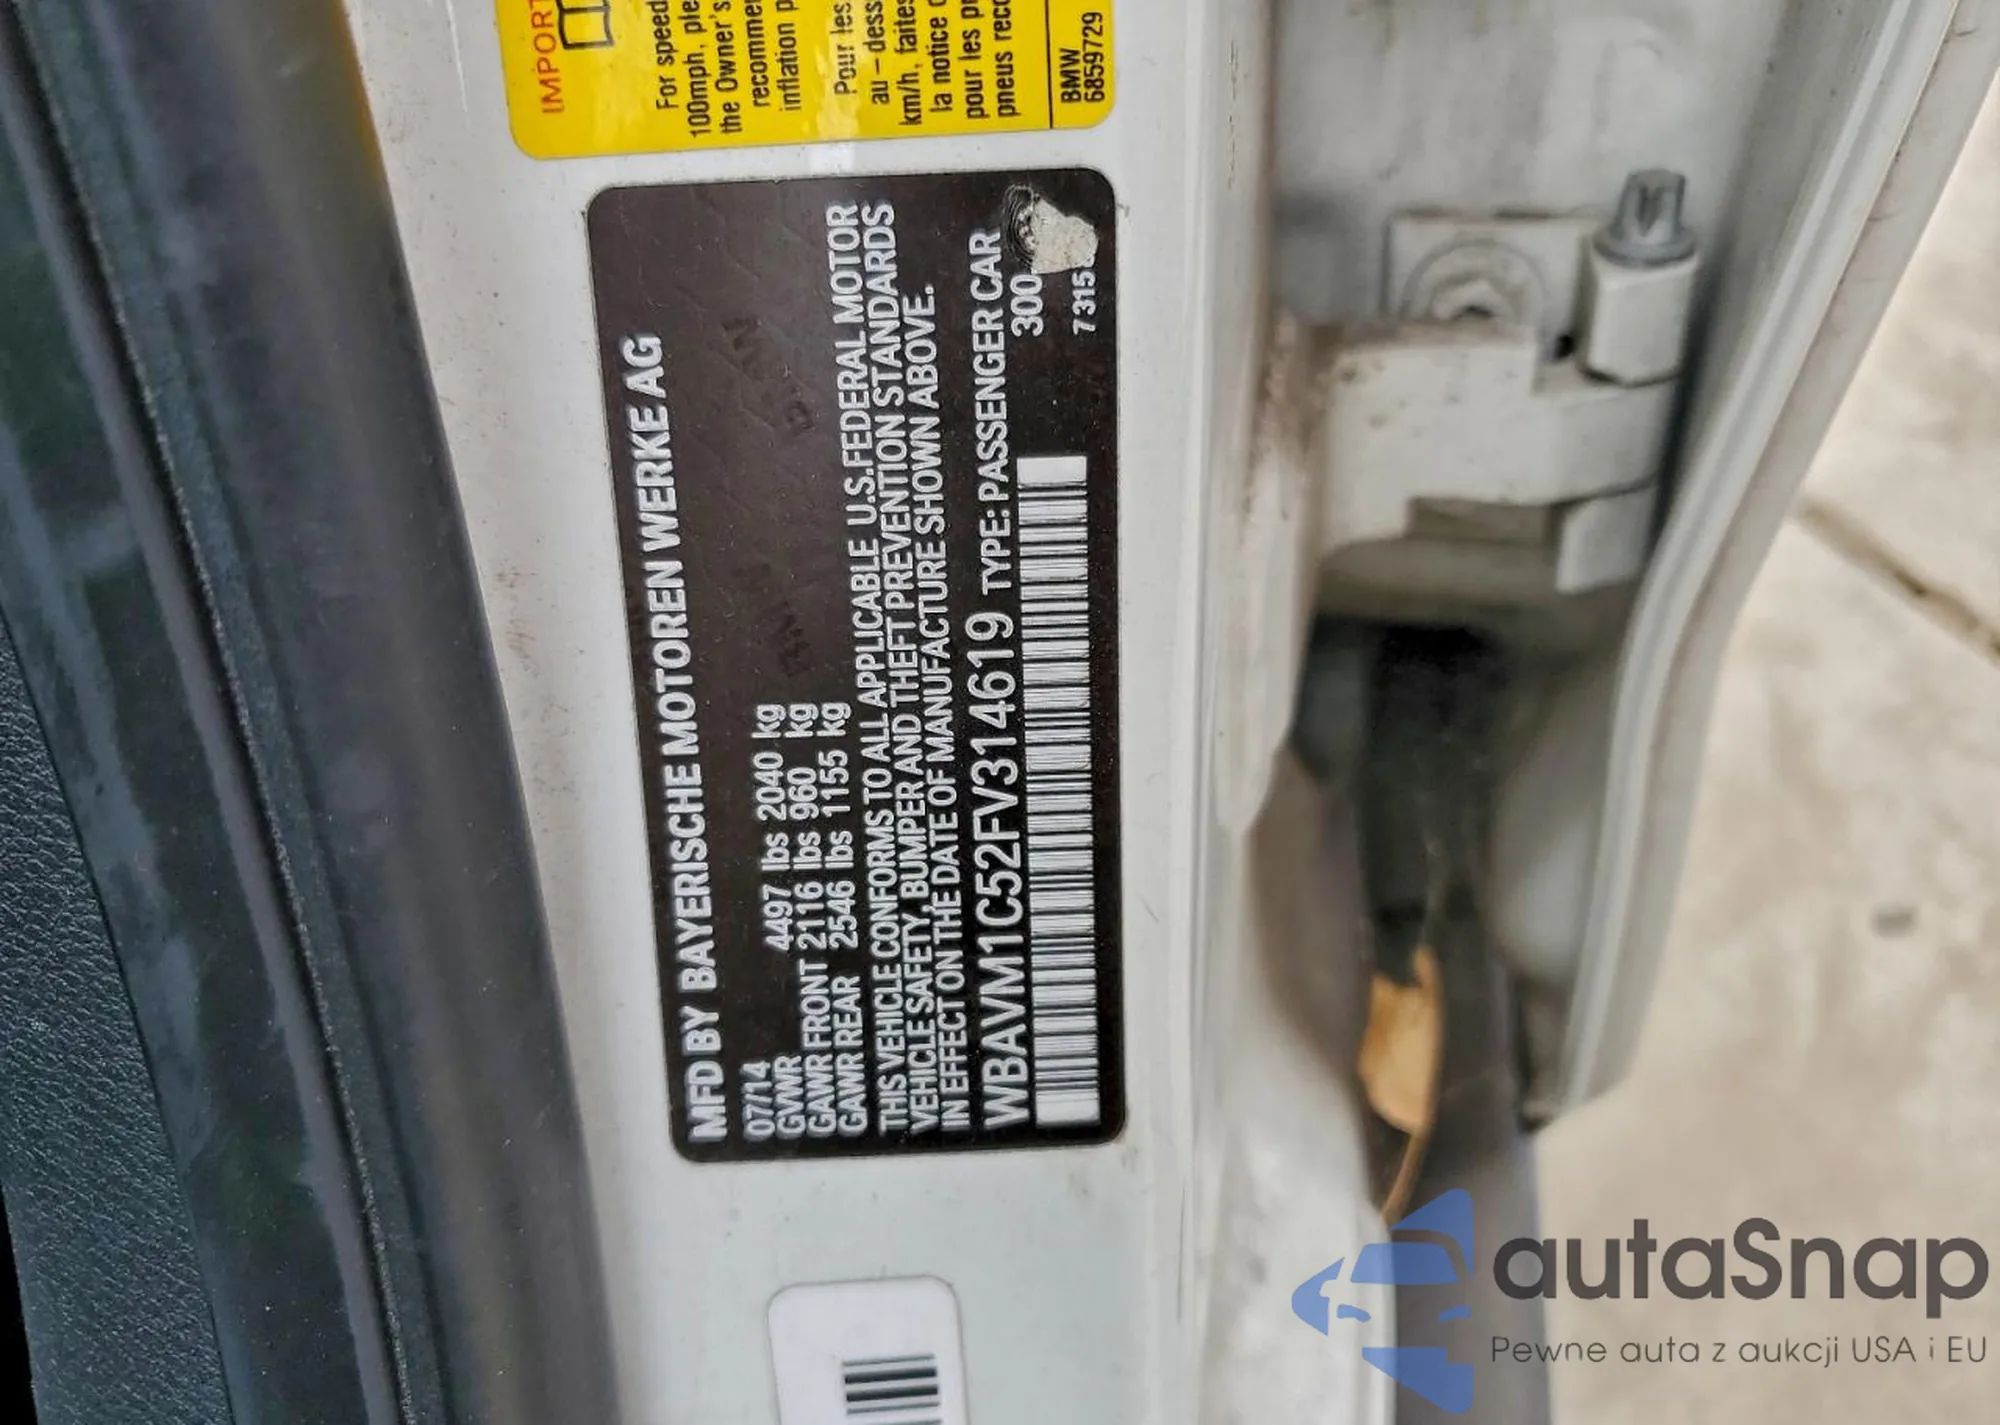 IMPORT
For speed
100mph, ple
the Owner's
recommen
inflation p
Pour les
au - dess
km/h, faites
la notice
pour les p
pneus reco
BMW
6859729
MFD BY BAYERISCHE MOTOREN WERKE AG
07/14
GVWR 4497 lbs 2040 kg
GAWR FRONT 2116 lbs 960 kg
GAWR REAR 2546 lbs 1155 kg
THIS VEHICLE CONFORMS TO ALL APPLICABLE U.S.FEDERAL MOTOR
VEHICLE SAFETY, BUMPER AND THEFT PREVENTION STANDARDS
IN EFFECT ON THE DATE OF MANUFACTURE SHOWN ABOVE.
WBAVM1C52FV314619 TYPE: PASSENGER CAR
300
7315
autaSnap
Pewne auta z aukcji USA i EU